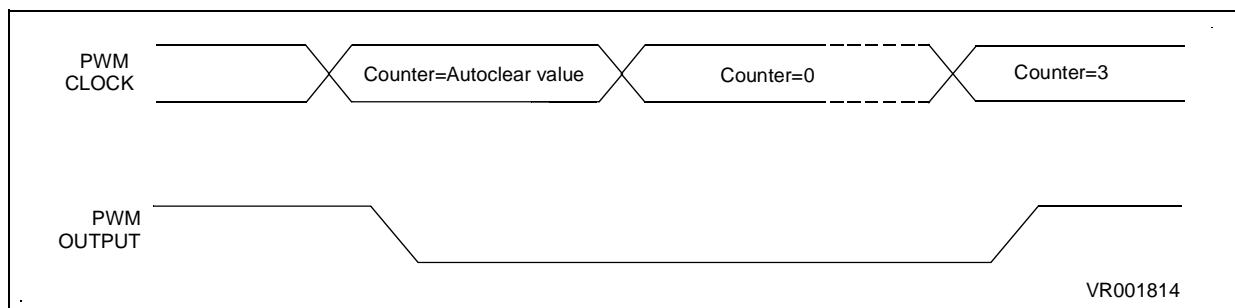 PWM
CLOCK
Counter=Autoclear value
Counter=0
Counter=3
PWM
OUTPUT
VR001814